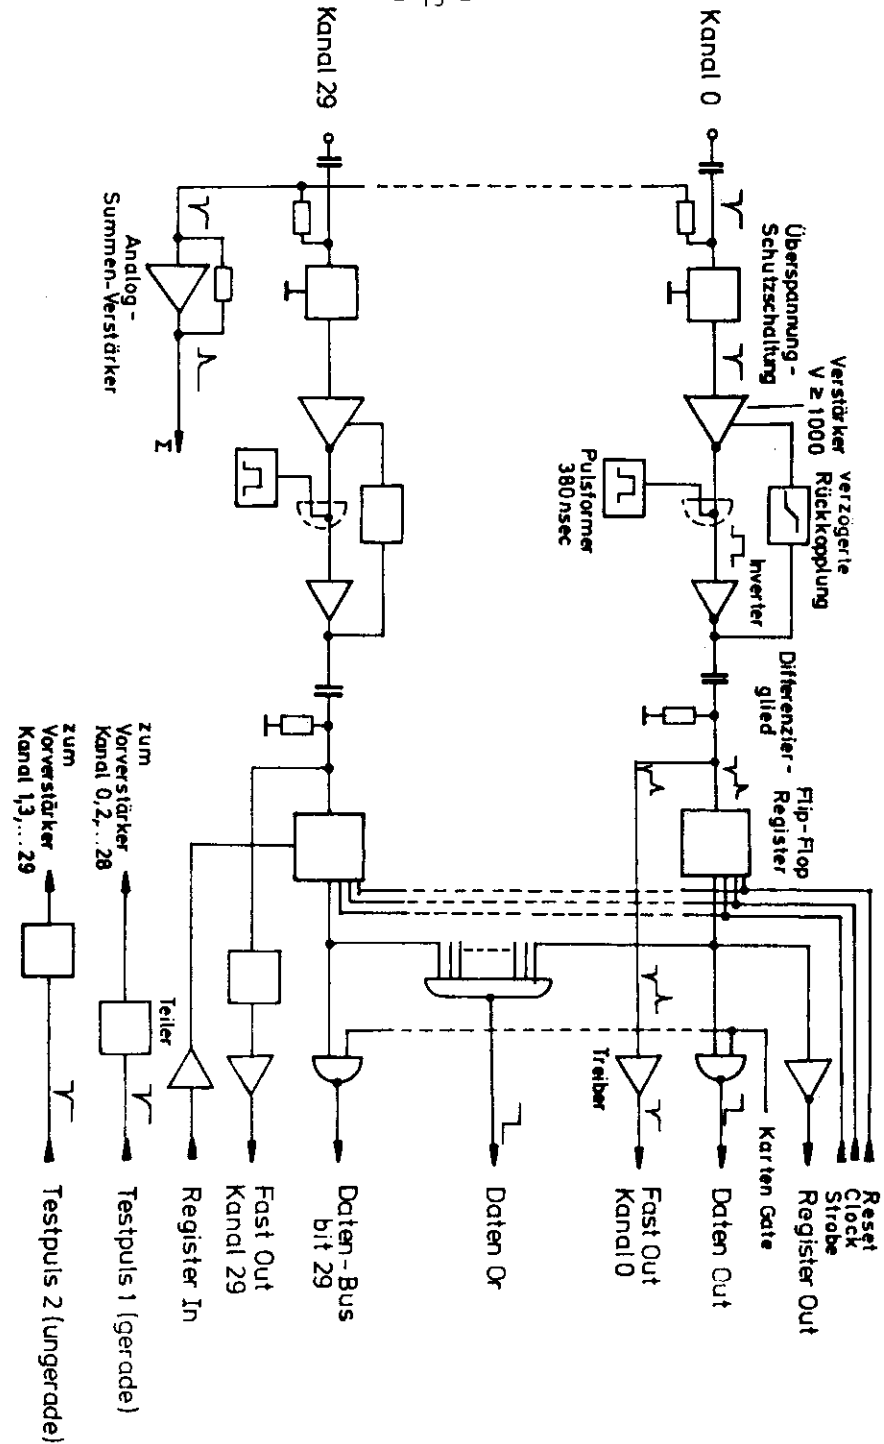 Kanal 0
Kanal 29
Überspannung-
Schutzschaltung
Verstärker
V ≥ 1000
verzögerte
Rückkopplung
Pulsformer
380nsec
Inverter
Differenzier-
glied
Flip-Flop
Register
Analog-
Summen-Verstärker
Σ
Treiber
Karten Gate
Teiler
zum
Vorverstärker
Kanal 0,2,...28
zum
Vorverstärker
Kanal 1,3,...29
Reset
Clock
Strobe
Register Out
Daten Out
Fast Out
Kanal 0
Daten Or
Daten-Bus
bit 29
Fast Out
Kanal 29
Register In
Testpuls 1 (gerade)
Testpuls 2 (ungerade)